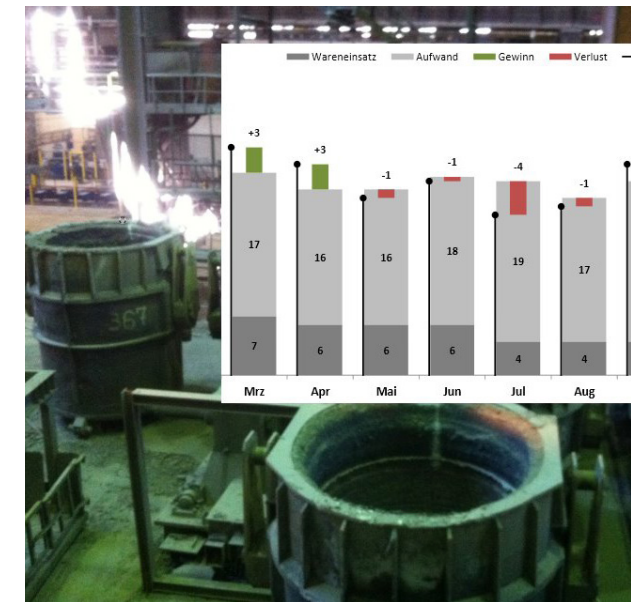 Wareneinsatz Aufwand Gewinn Verlust
+3 +3 -1 -1 -4 -1
17 16 16 18 19 17
7 6 6 6 4 4
Mrz Apr Mai Jun Jul Aug
367